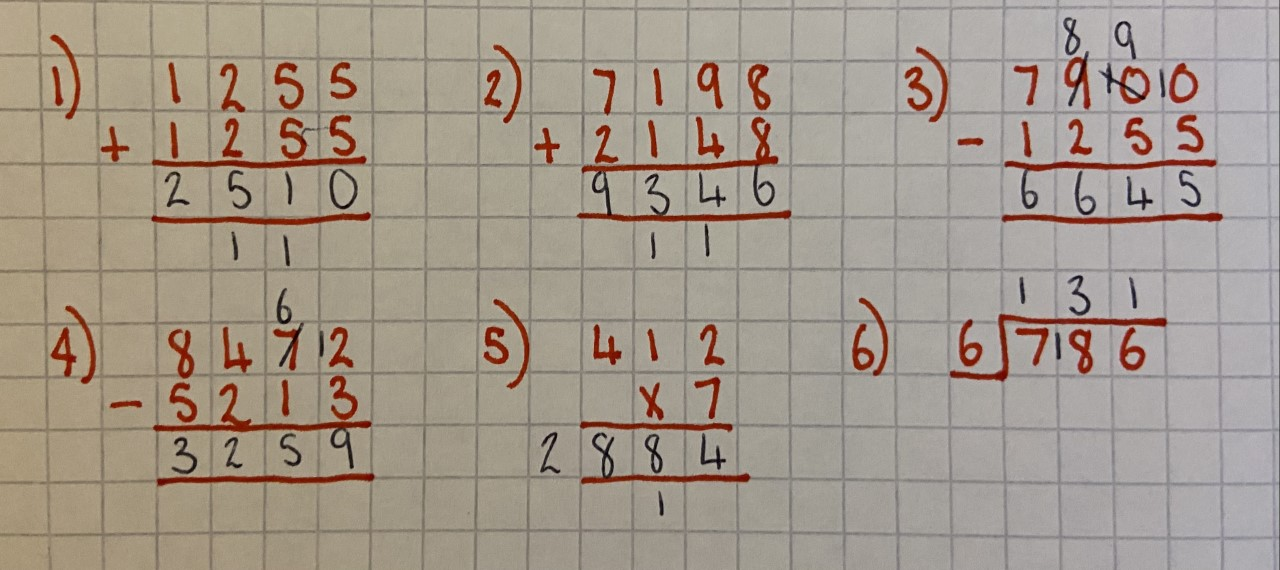 8 9
1) 1 2 5 5 2) 7 1 9 8 3) 7 9 10 10
+ 1 2 5 5 + 2 1 4 8 - 1 2 5 5
2 5 1 0 9 3 4 6 6 6 4 5
1 1 1 1
6 1 3 1
4) 8 4 7 12 5) 4 1 2 6) 6 7 18 6
- 5 2 1 3 x 7
3 2 5 9 2 8 8 4
1